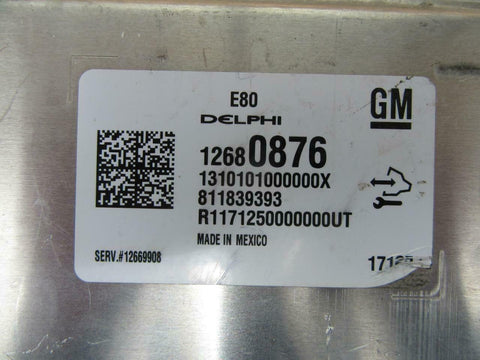 E80
DELPHI
GM
12680876
1310101000000X
811839393
R1171250000000UT
MADE IN MEXICO
SERV.#12669908